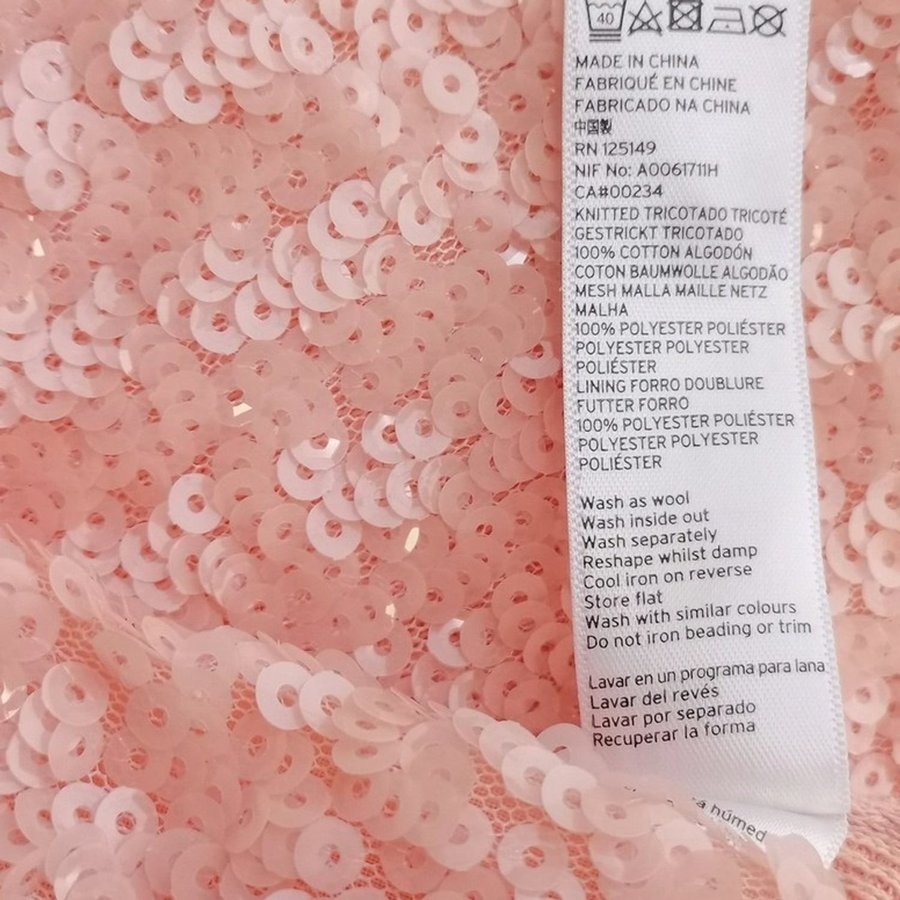 40
MADE IN CHINA
FABRIQUÉ EN CHINE
FABRICADO NA CHINA
中国製
RN 125149
NIF No: A0061711H
CA#00234
KNITTED TRICOTADO TRICOTÉ
GESTRICKT TRICOTADO
100% COTTON ALGODÓN
COTON BAUMWOLLE ALGODÃO
MESH MALLA MAILLE NETZ
MALHA
100% POLYESTER POLIÉSTER
POLYESTER POLYESTER
POLIÉSTER
LINING FORRO DOUBLURE
FUTTER FORRO
100% POLYESTER POLIÉSTER
POLYESTER POLYESTER
POLIÉSTER
Wash as wool
Wash inside out
Wash separately
Reshape whilst damp
Cool iron on reverse
Store flat
Wash with similar colours
Do not iron beading or trim
Lavar en un programa para lana
Lavar del revés
Lavar por separado
Recuperar la forma
húmed